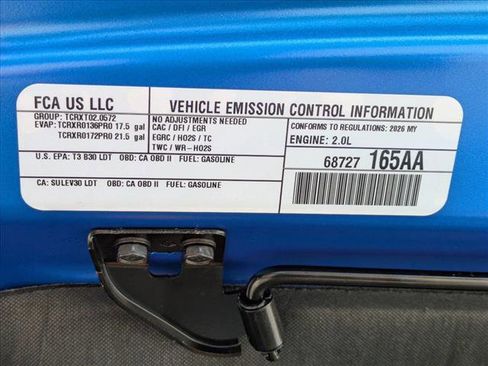 FCA US LLC
VEHICLE EMISSION CONTROL INFORMATION
GROUP: TCRXT02.0572
EVAP: TCRXR0136PRO 17.5 gal
TCRXR0172PRO 21.5 gal
NO ADJUSTMENTS NEEDED
CAC / DFI / EGR
EGRC / HO2S / TC
TWC / WR-HO2S
CONFORMS TO REGULATIONS: 2026 MY
ENGINE: 2.0L
U.S. EPA: T3 B30 LDT OBD: CA OBD II FUEL: GASOLINE
68727 165AA
CA: SULEV30 LDT OBD: CA OBD II FUEL: GASOLINE